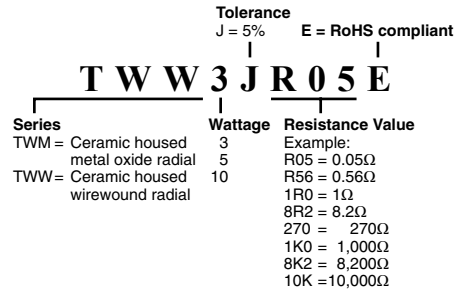 Tolerance
J = 5%
E = RoHS compliant
T W W 3 J R 0 5 E
Series
TWM = Ceramic housed
metal oxide radial
TWW = Ceramic housed
wirewound radial
Wattage
3
5
10
Resistance Value
Example:
R05 = 0.05Ω
R56 = 0.56Ω
1R0 = 1Ω
8R2 = 8.2Ω
270 = 270Ω
1K0 = 1,000Ω
8K2 = 8,200Ω
10K =10,000Ω